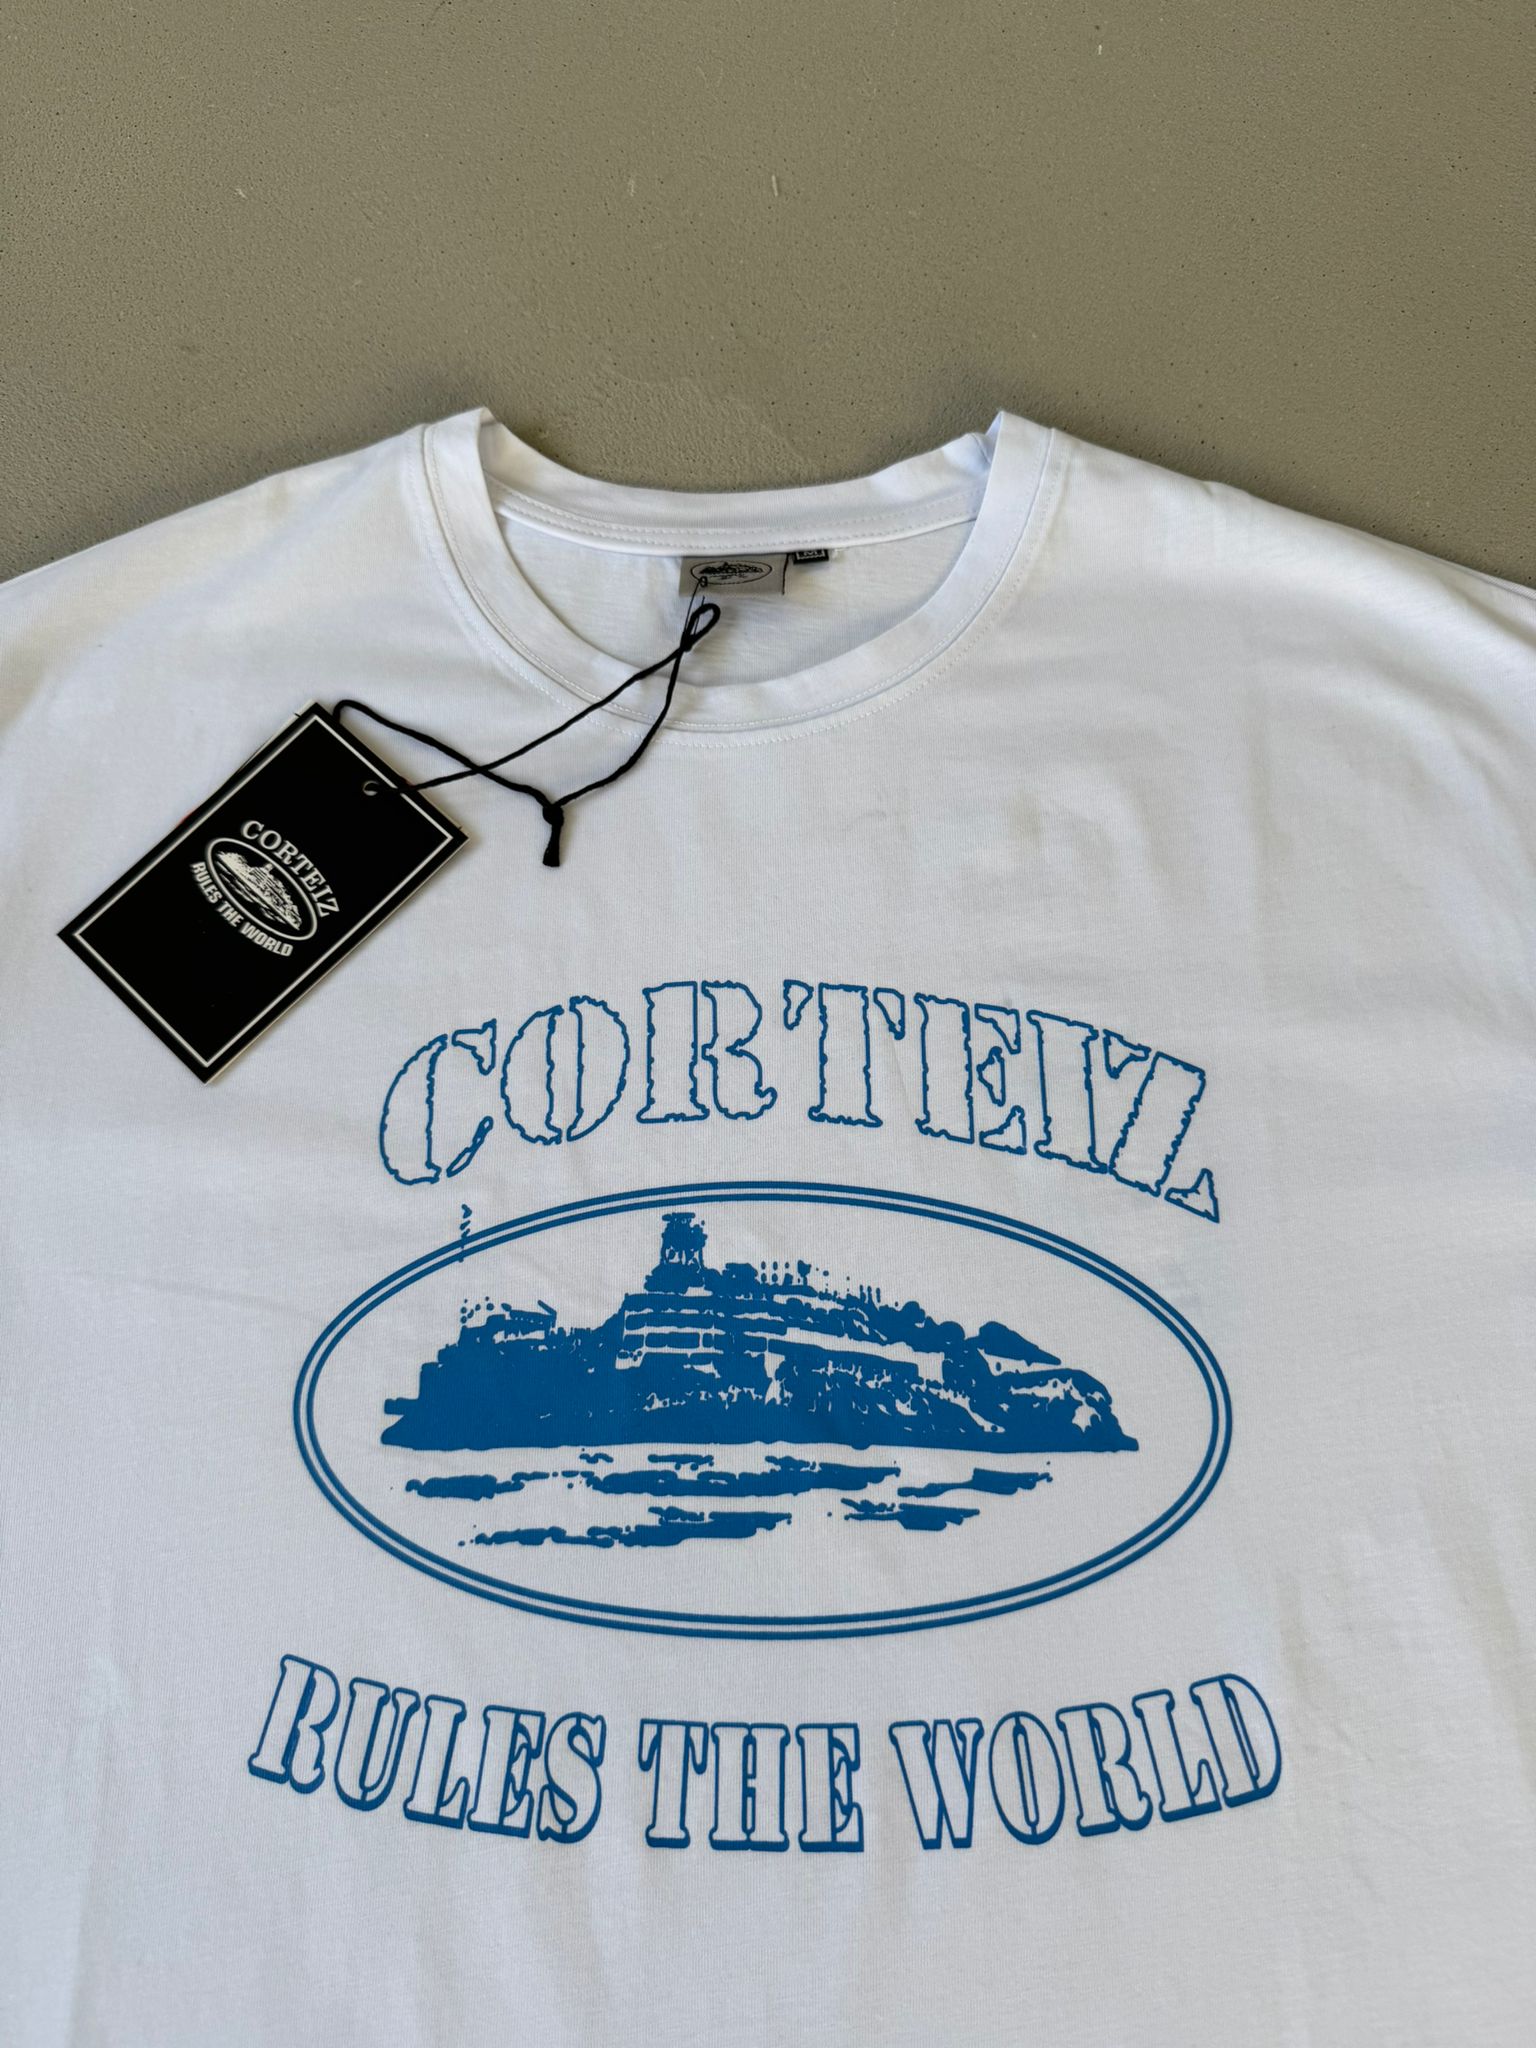 M
CORTEIZ
RULES THE WORLD
CORTEIZ
RULES THE WORLD